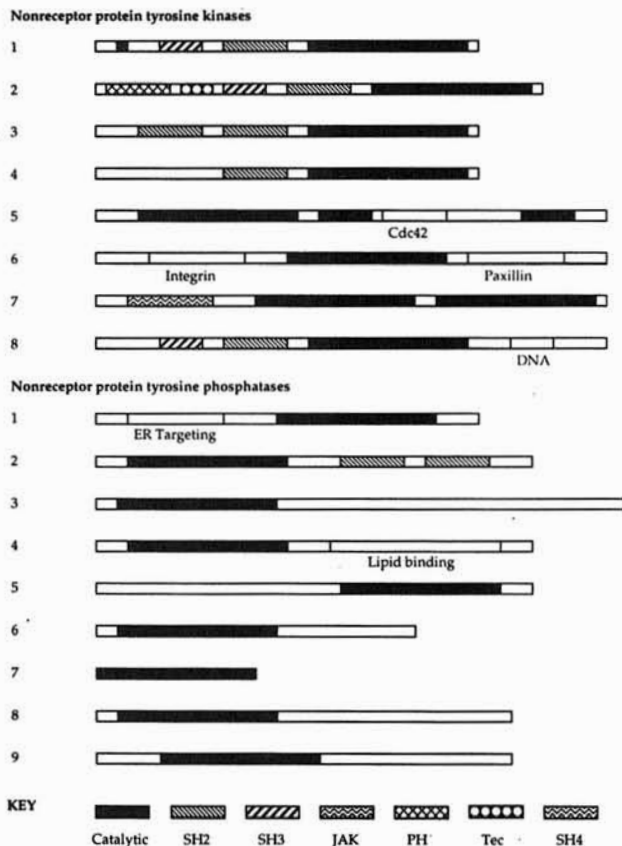 Nonreceptor protein tyrosine kinases
1
2
3
4
5
Cdc42
6
Integrin Paxillin
7
8
DNA
Nonreceptor protein tyrosine phosphatases
1
ER Targeting
2
3
4
Lipid binding
5
6
7
8
9
KEY
Catalytic SH2 SH3 JAK PH Tec SH4